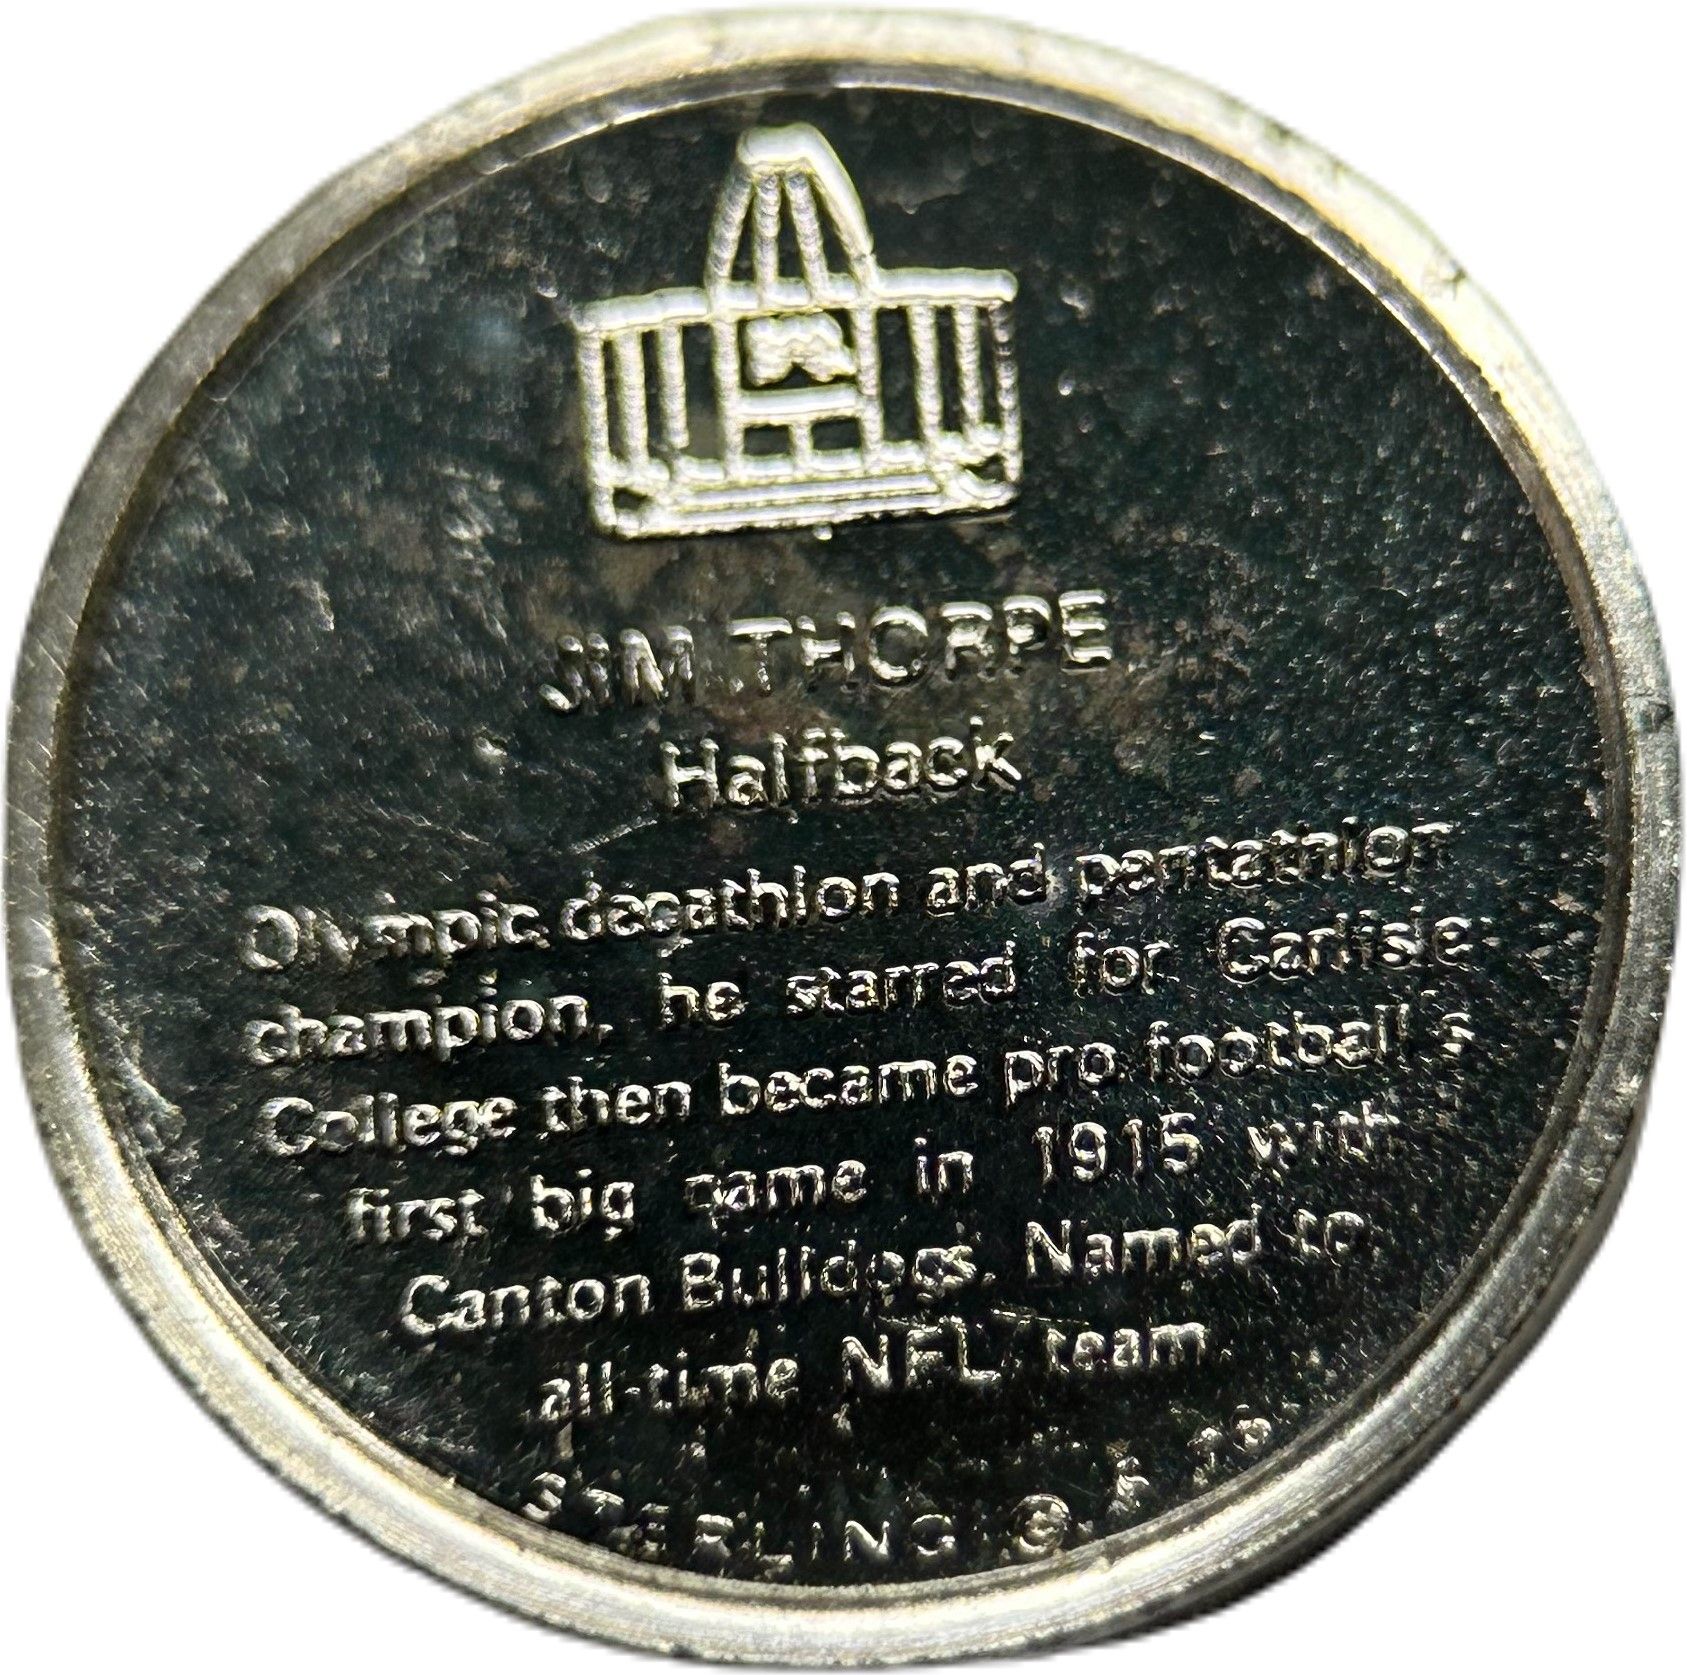 JIM THORPE
Halfback
Olympic decathlon and pentathlon
champion, he starred for Carlisle
College then became pro football's
first big game in 1915 with
Canton Bulldogs. Named to
all-time NFL team.
STERLING